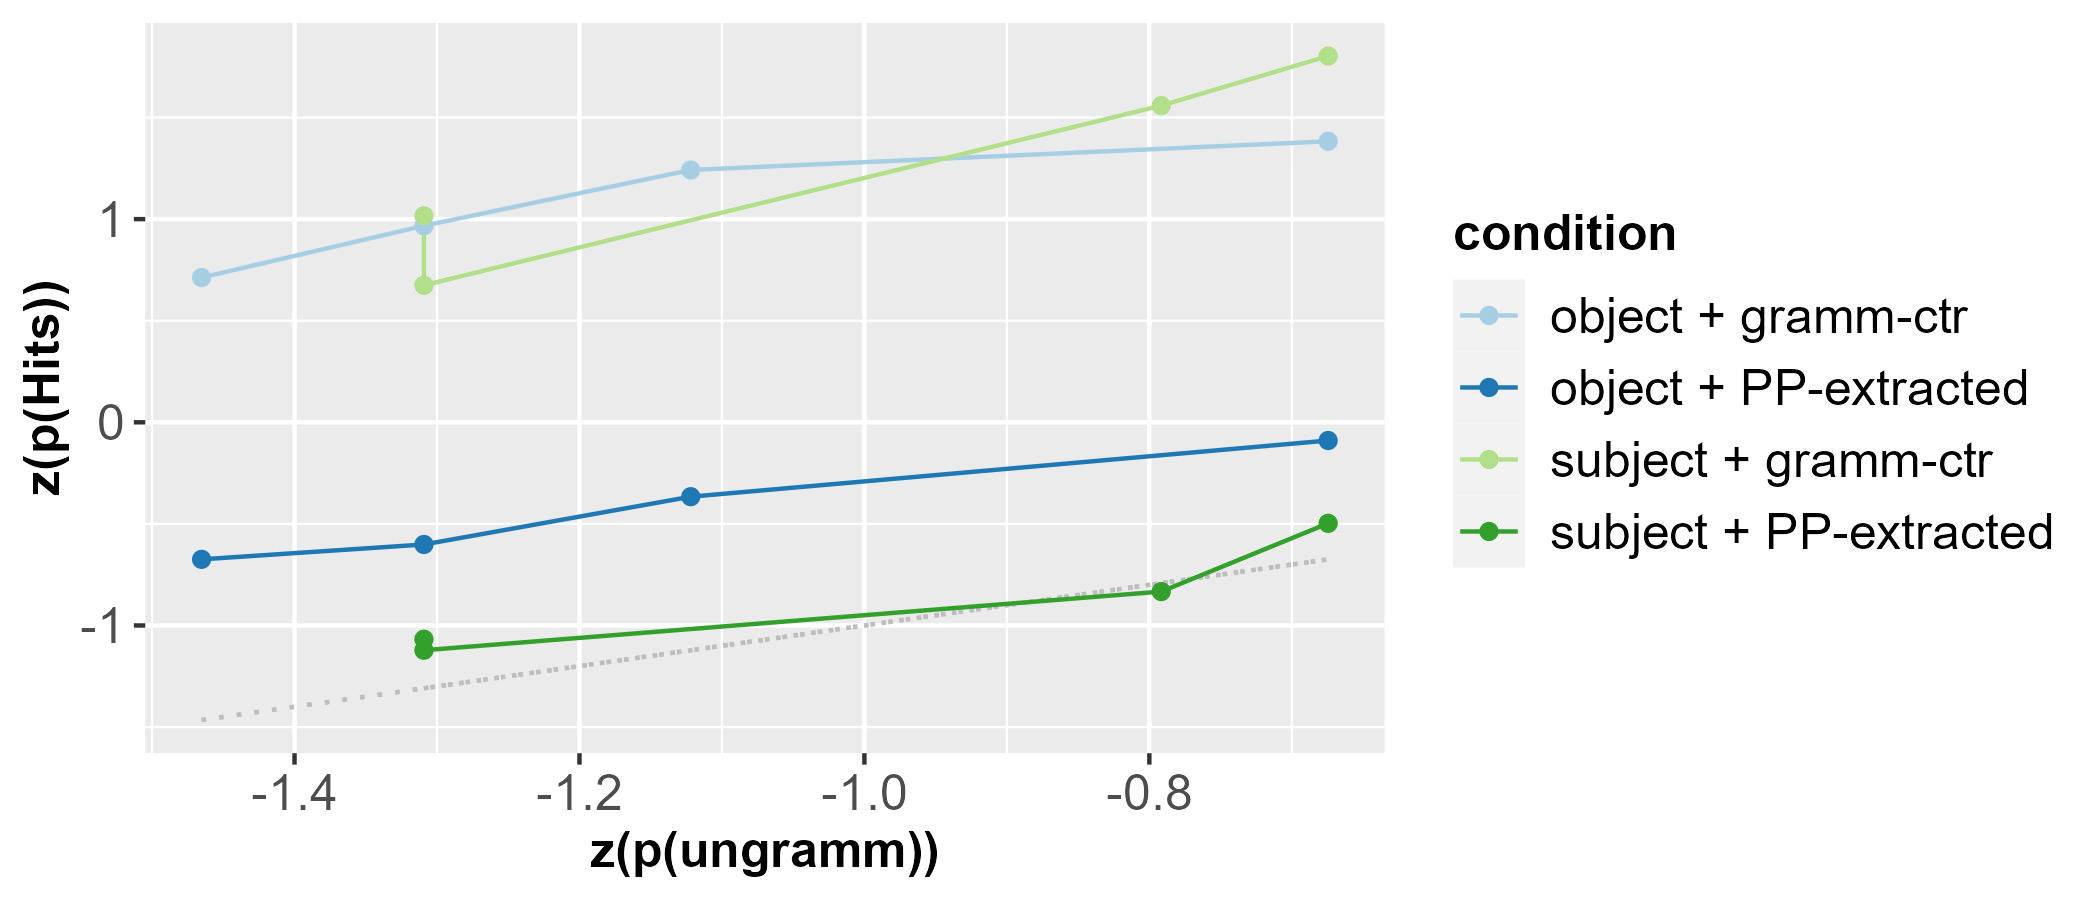 z(p(Hits))
1
0
-1
-1.4
-1.2
-1.0
-0.8
z(p(ungramm))
condition
object + gramm-ctr
object + PP-extracted
subject + gramm-ctr
subject + PP-extracted